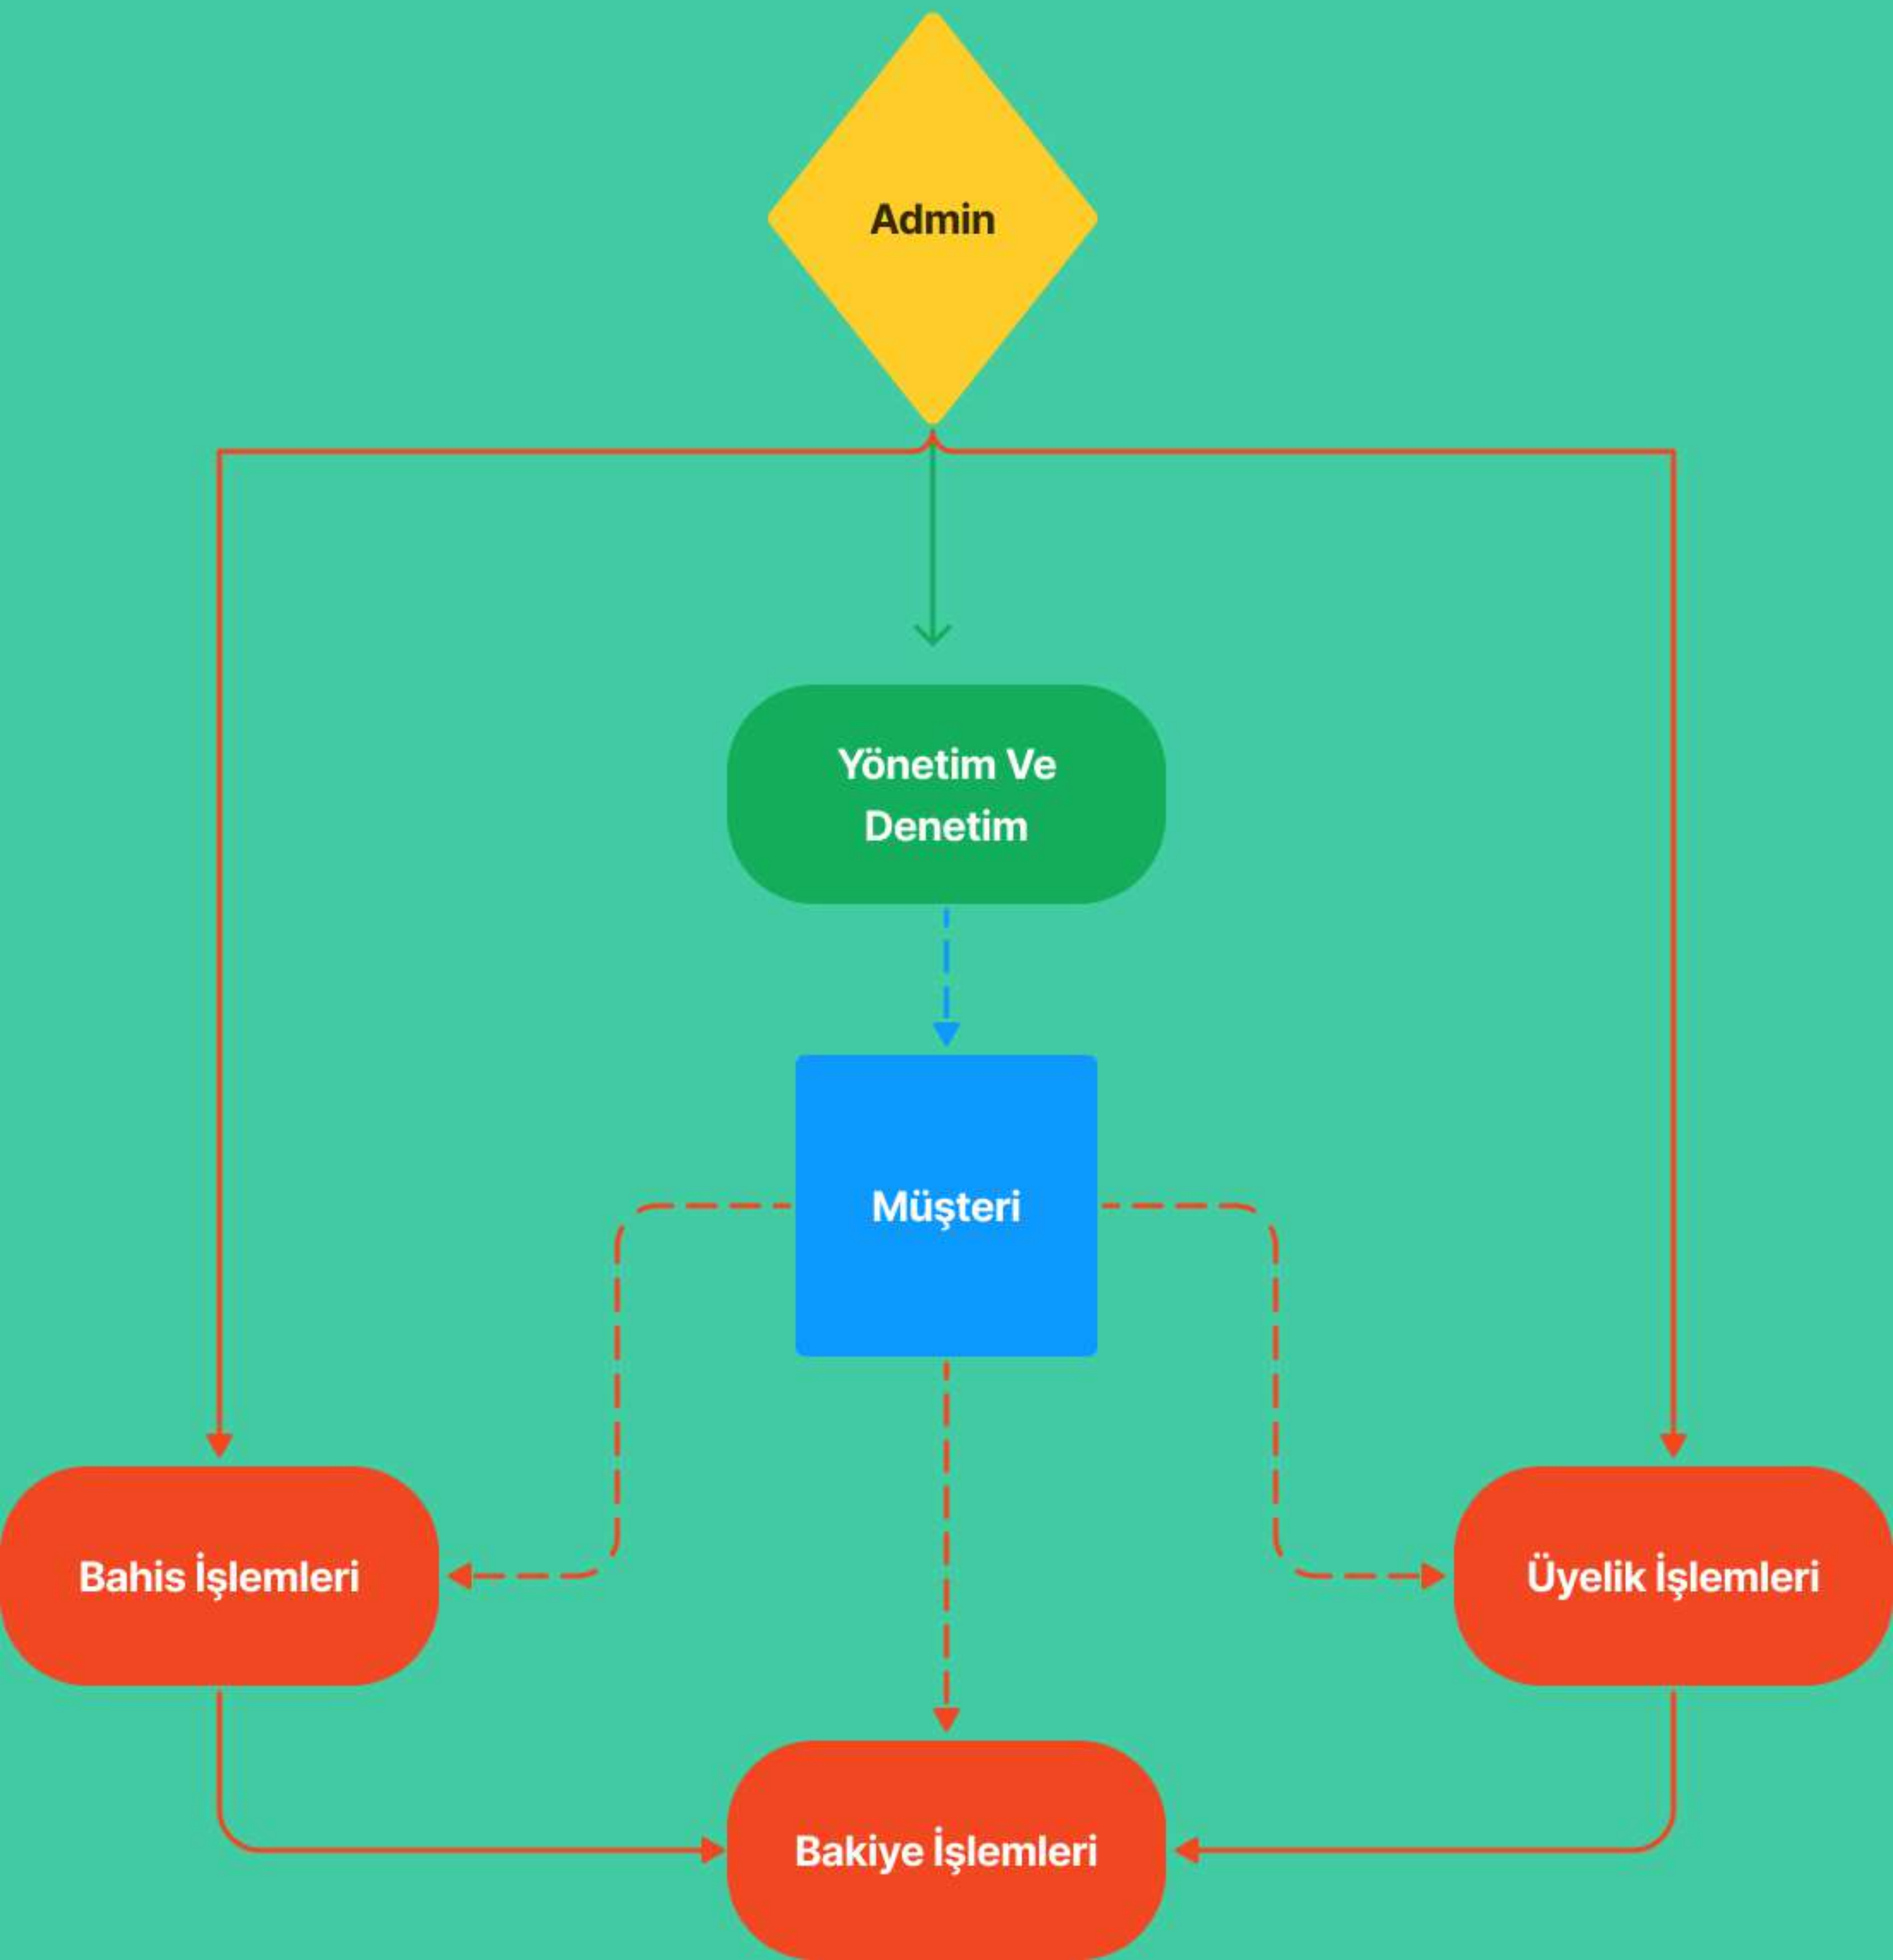 Admin
Yönetim Ve
Denetim
Müşteri
Bahis İşlemleri
Üyelik İşlemleri
Bakiye İşlemleri